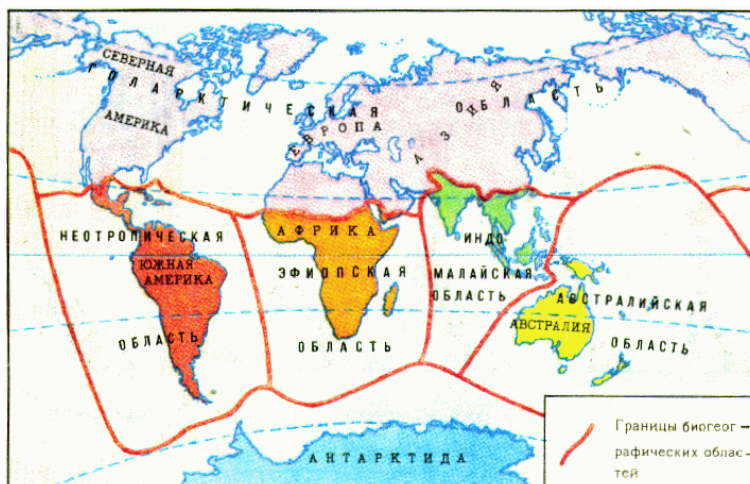 СЕВЕРНАЯ
ГОЛАРКТИЧЕСКАЯ ОБЛАСТЬ
АМЕРИКА
ЕВРОПА
АЗИЯ
НЕОТРОПИЧЕСКАЯ
ОБЛАСТЬ
ЮЖНАЯ
АМЕРИКА
АФРИКА
ЭФИОПСКАЯ
ОБЛАСТЬ
ИНДО
МАЛАЙСКАЯ
ОБЛАСТЬ
АВСТРАЛИЙСКАЯ
ОБЛАСТЬ
АВСТРАЛИЯ
АНТАРКТИДА
Границы биогеог-
рафических облас-
тей